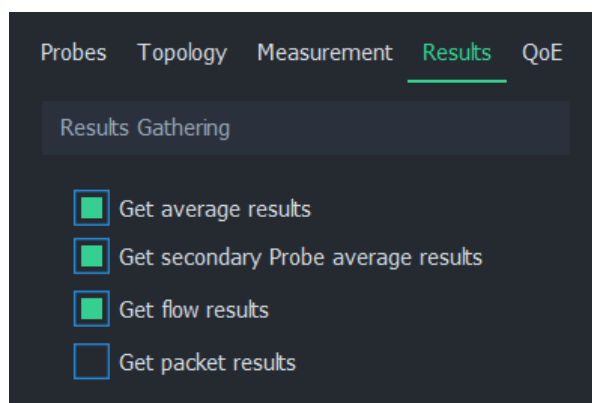 Probes Topology Measurement Results QoE
Results Gathering
Get average results
Get secondary Probe average results
Get flow results
Get packet results